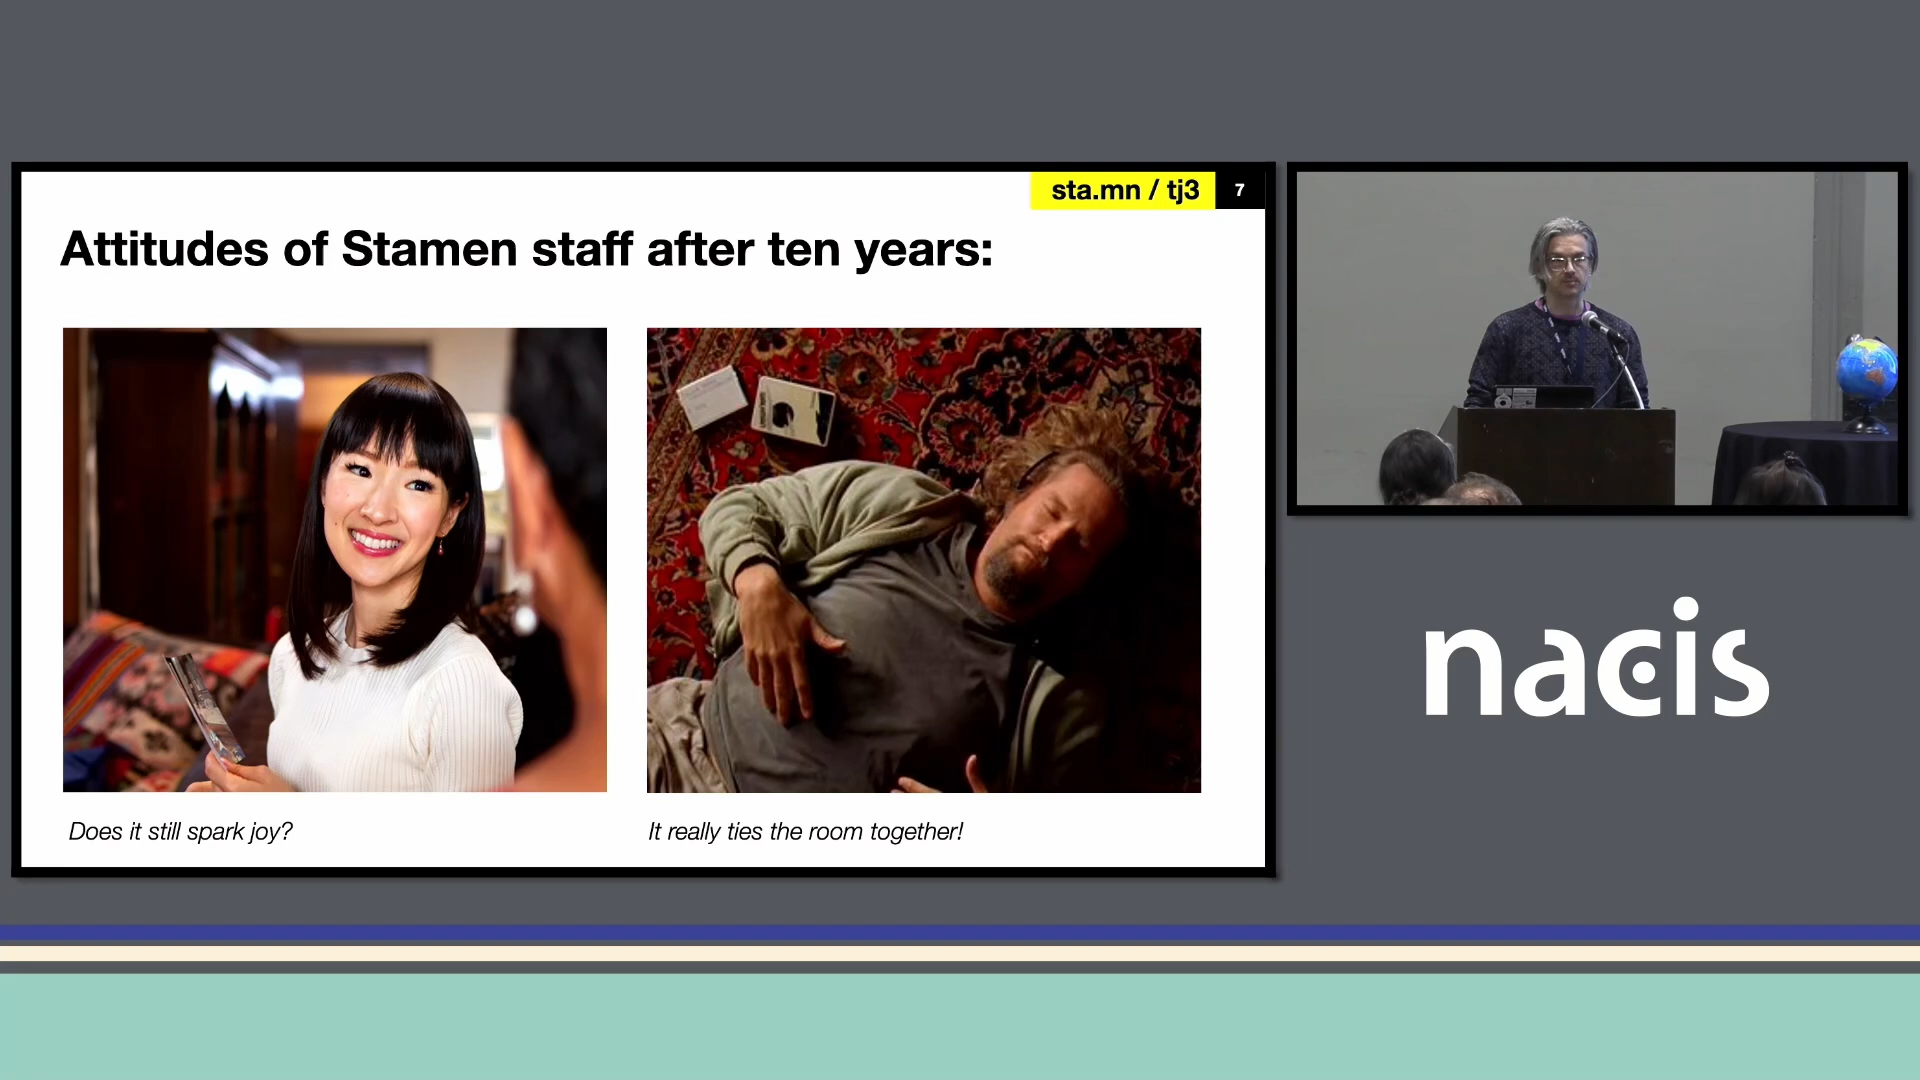 sta.mn / tj3
7
Attitudes of Stamen staff after ten years:
Does it still spark joy?
It really ties the room together!
nacis